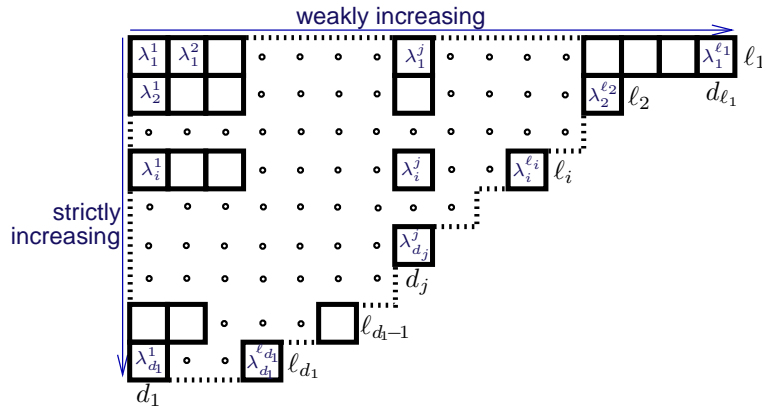 weakly increasing
λ_1^1 λ_1^2 λ_1^j λ_1^{ℓ_1} ℓ_1
λ_2^1 λ_2^{ℓ_2} ℓ_2 d_{ℓ_1}
λ_i^1 λ_i^j λ_i^{ℓ_i} ℓ_i
strictly
increasing
λ_{d_j}^j
d_j
ℓ_{d_1-1}
λ_{d_1}^1 λ_{d_1}^{ℓ_{d_1}} ℓ_{d_1}
d_1